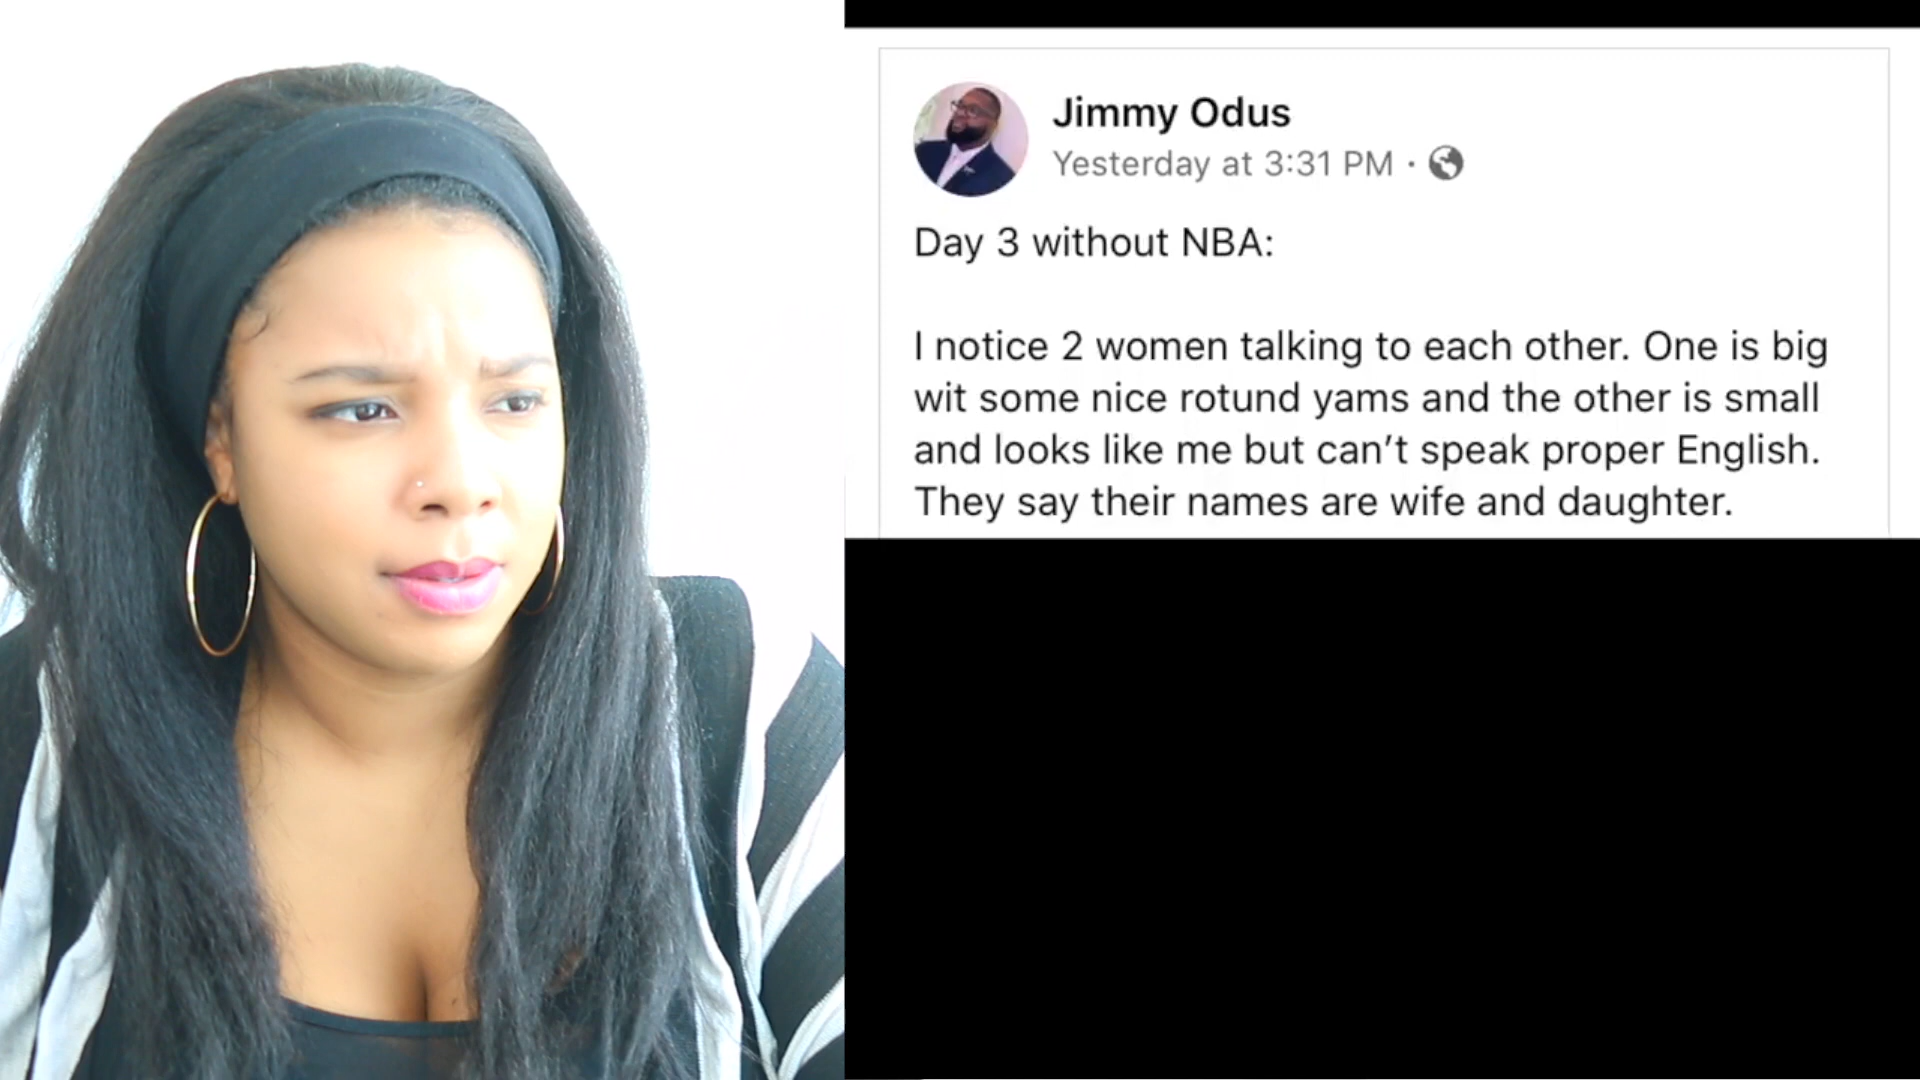 Jimmy Odus
Yesterday at 3:31 PM ·
Day 3 without NBA:
I notice 2 women talking to each other. One is big
wit some nice rotund yams and the other is small
and looks like me but can’t speak proper English.
They say their names are wife and daughter.